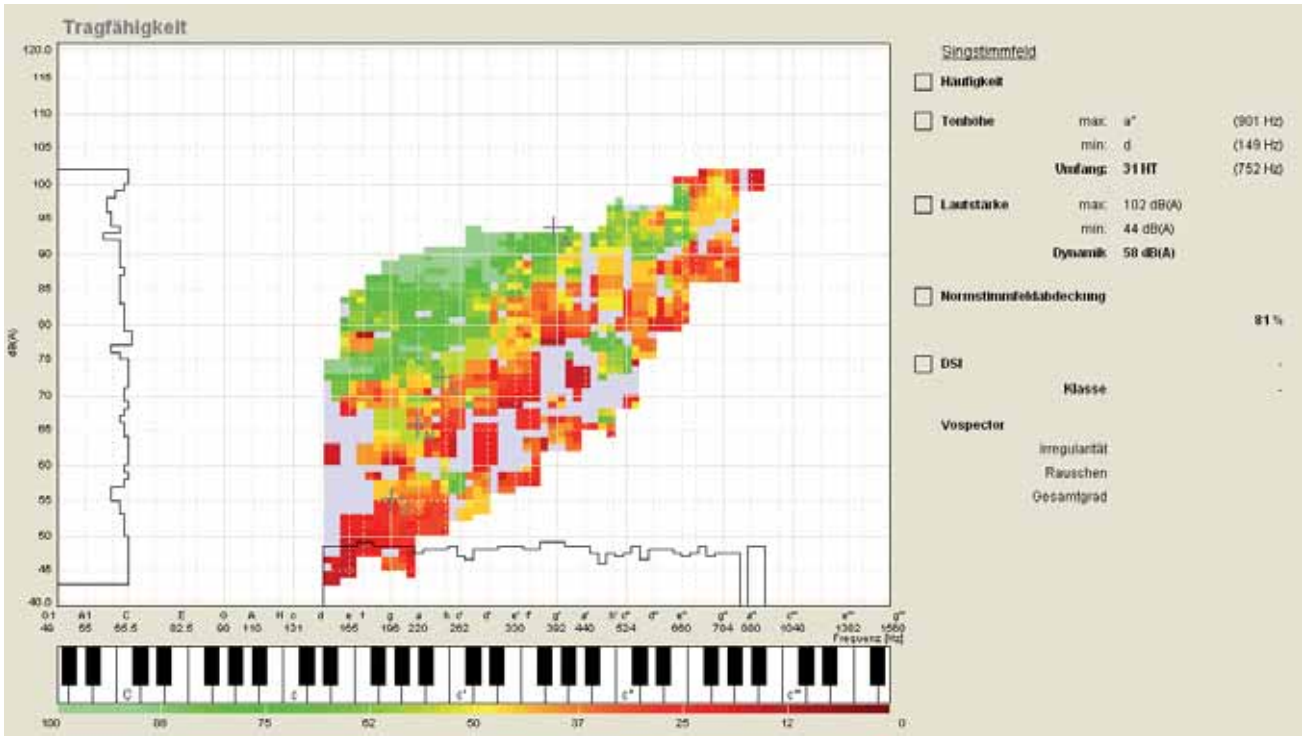 Tragfähigkeit
120.0
115
110
105
100
95
90
85
80
75
70
65
60
55
50
45
40.0
dB(A)
G1 A1 C E G A H c d e f g a h c' d' e' f' g' a' h' c'' d'' e'' g'' a'' c''' e''' g'''
49 55 65.5 82.5 98 110 131 165 196 220 262 330 392 440 524 660 704 880 1040 1382 1560
Frequenz [Hz]
C c c' c'' c'''
100 88 75 62 50 37 25 12 0
Singstimmfeld
Häufigkeit
Tonhöhe max: a'' (901 Hz)
min: d (149 Hz)
Umfang: 31 HT (752 Hz)
Lautstärke max: 102 dB(A)
min: 44 dB(A)
Dynamik 58 dB(A)
Normstimmfeldabdeckung
81 %
DSI -
Klasse -
Vospector
Irregularität
Rauschen
Gesamtgrad